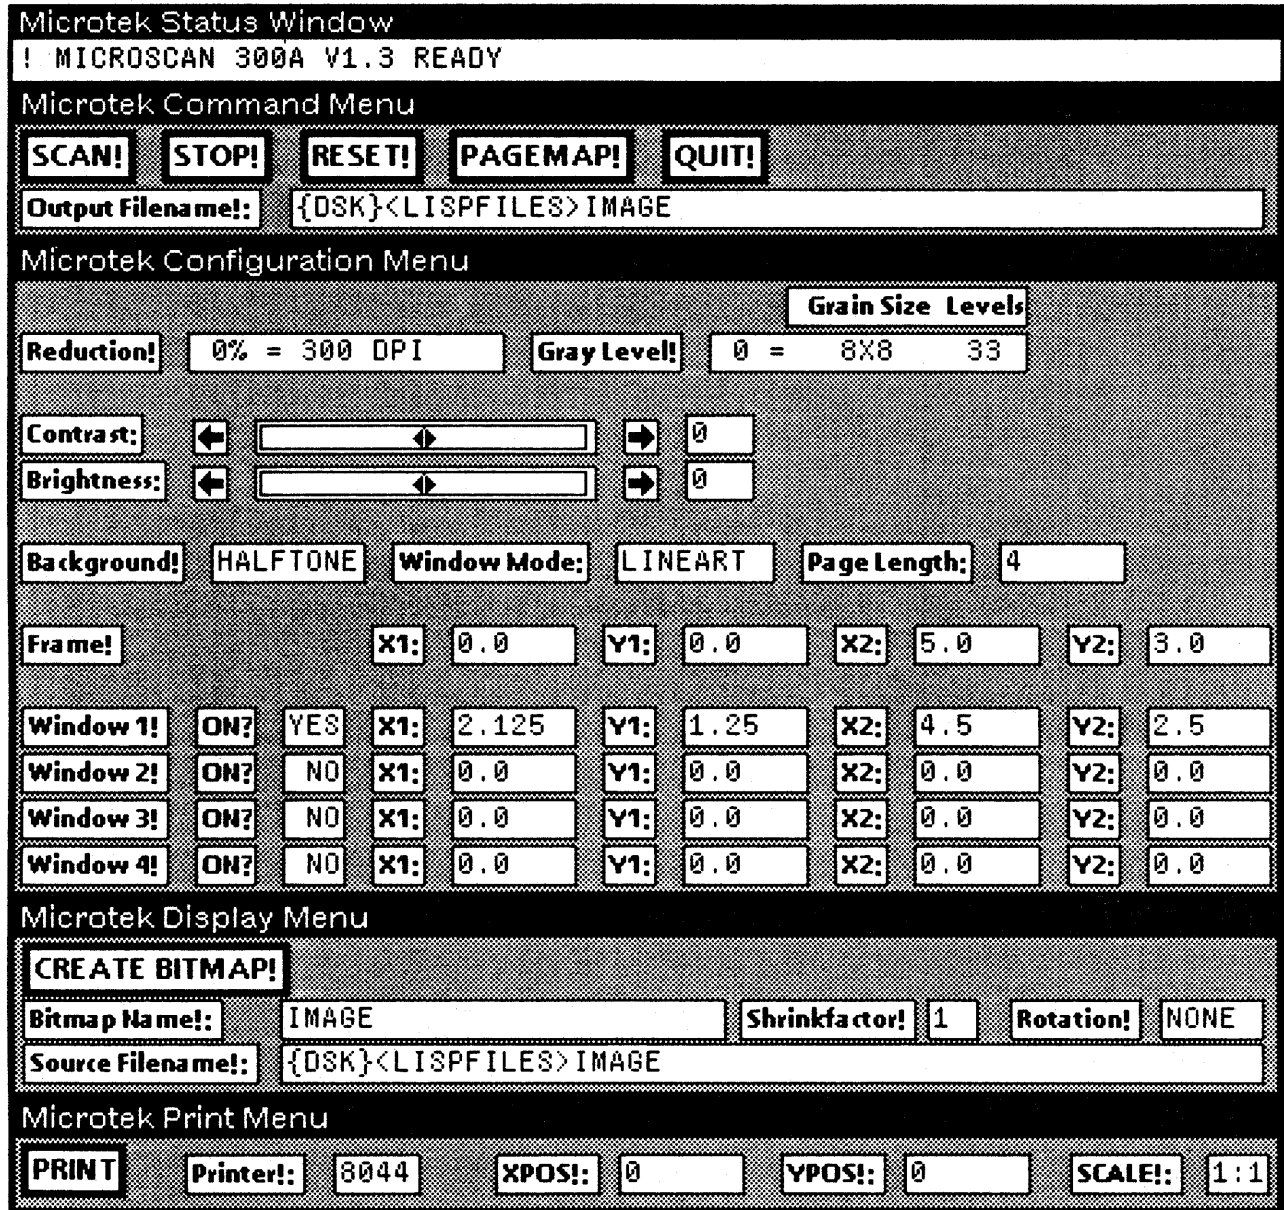 Microtek Status Window
! MICROSCAN 300A V1.3 READY
Microtek Command Menu
SCAN! STOP! RESET! PAGEMAP! QUIT!
Output Filename!: {DSK}<LISPFILES>IMAGE
Microtek Configuration Menu
Grain Size Levels
Reduction! 0% = 300 DPI Gray Level! 0 = 8X8 33
Contrast: 0
Brightness: 0
Background! HALFTONE Window Mode: LINEART Page Length: 4
Frame! X1: 0.0 Y1: 0.0 X2: 5.0 Y2: 3.0
Window 1! ON? YES X1: 2.125 Y1: 1.25 X2: 4.5 Y2: 2.5
Window 2! ON? NO X1: 0.0 Y1: 0.0 X2: 0.0 Y2: 0.0
Window 3! ON? NO X1: 0.0 Y1: 0.0 X2: 0.0 Y2: 0.0
Window 4! ON? NO X1: 0.0 Y1: 0.0 X2: 0.0 Y2: 0.0
Microtek Display Menu
CREATE BITMAP!
Bitmap Name!: IMAGE Shrinkfactor! 1 Rotation! NONE
Source Filename!: {DSK}<LISPFILES>IMAGE
Microtek Print Menu
PRINT Printer!: 8044 XPOS!: 0 YPOS!: 0 SCALE!: 1:1